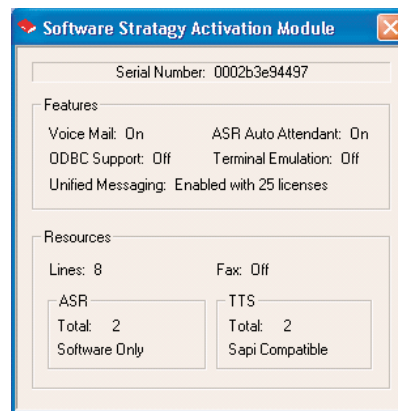 Software Stratagy Activation Module
Serial Number: 0002b3e94497
Features
Voice Mail: On ASR Auto Attendant: On
ODBC Support: Off Terminal Emulation: Off
Unified Messaging: Enabled with 25 licenses
Resources
Lines: 8 Fax: Off
ASR TTS
Total: 2 Total: 2
Software Only Sapi Compatible